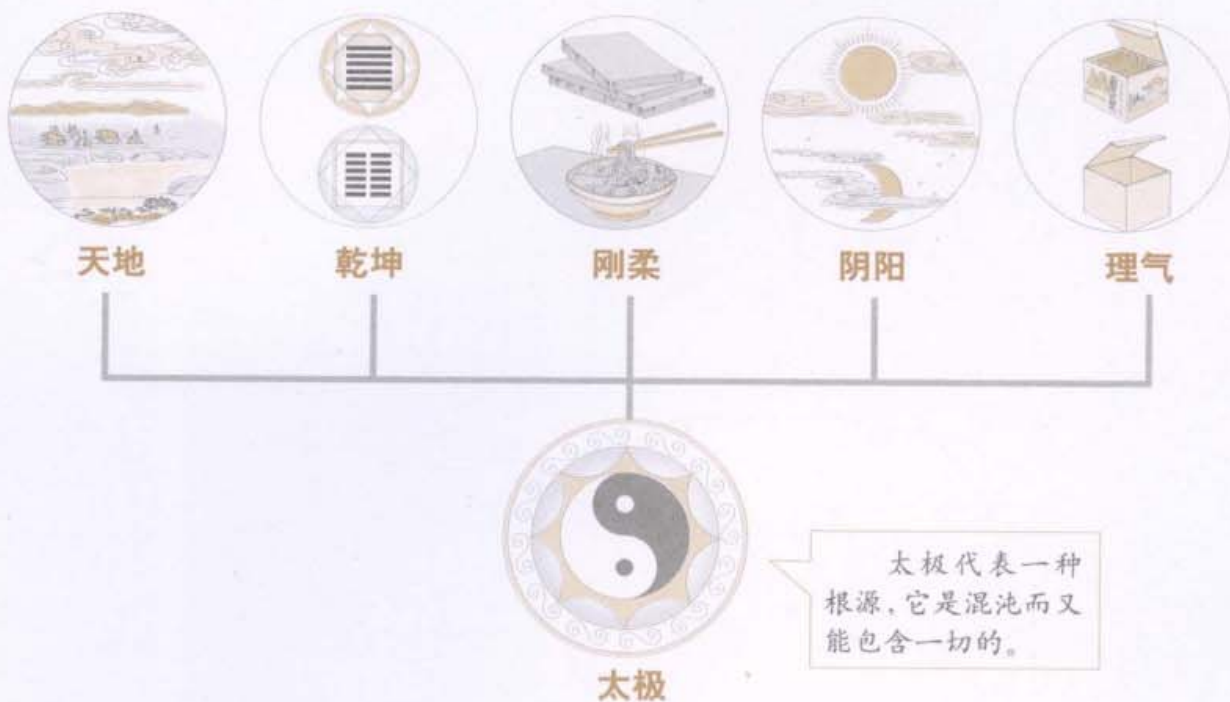 天地
乾坤
刚柔
阴阳
理气
太极代表一种
根源，它是混沌而又
能包含一切的。
太极